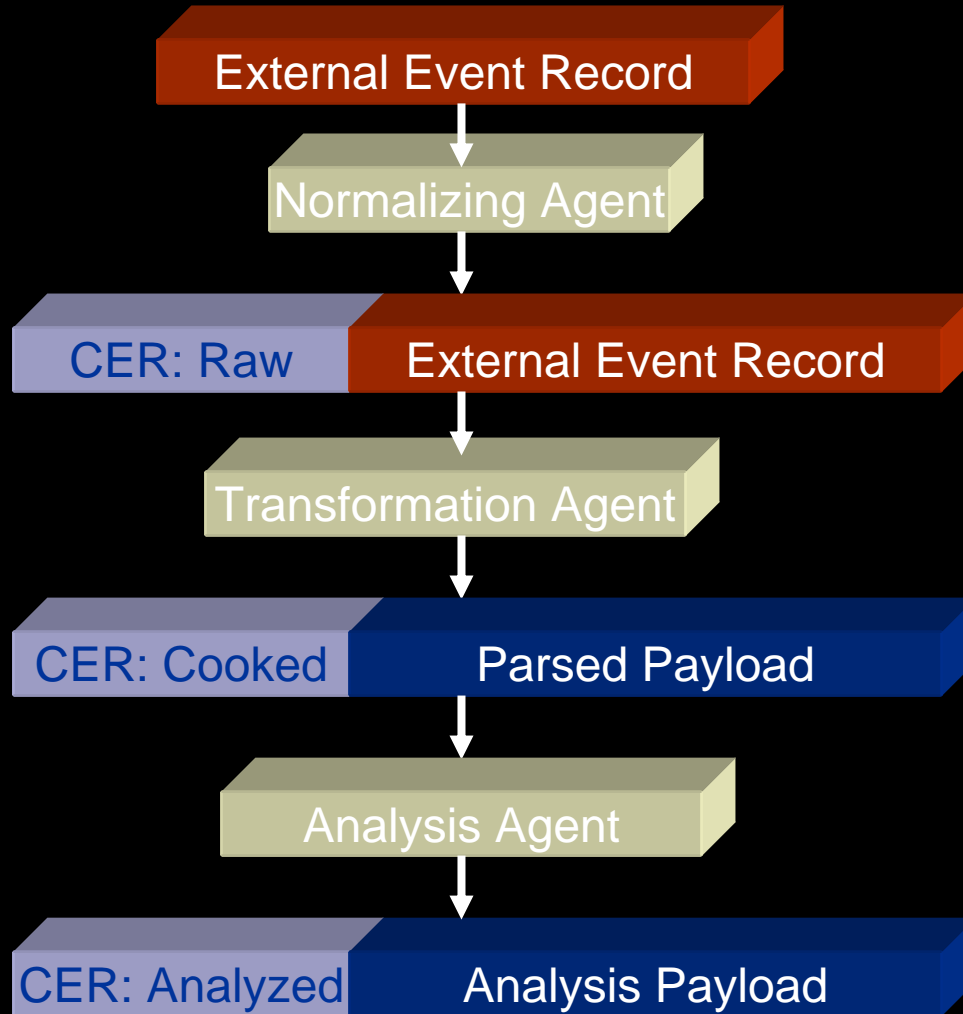 External Event Record
Normalizing Agent
CER: Raw External Event Record
Transformation Agent
CER: Cooked Parsed Payload
Analysis Agent
CER: Analyzed Analysis Payload